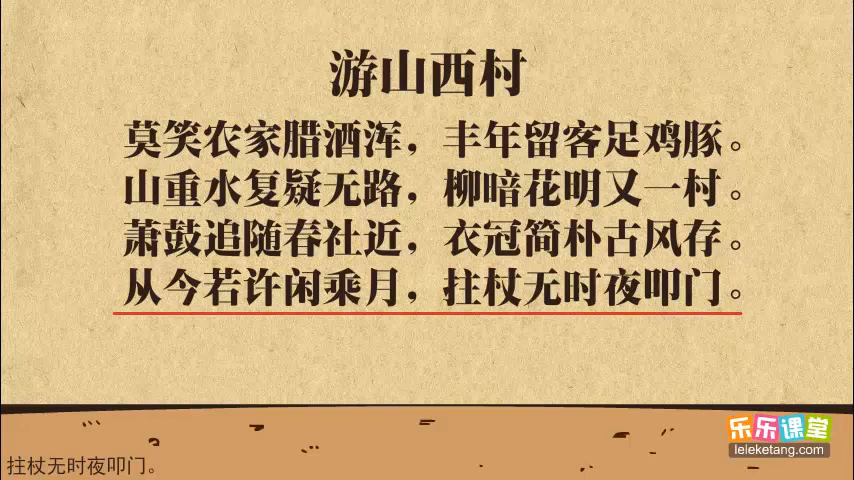 游山西村
莫笑农家腊酒浑，丰年留客足鸡豚。
山重水复疑无路，柳暗花明又一村。
萧鼓追随春社近，衣冠简朴古风存。
从今若许闲乘月，拄杖无时夜叩门。
乐乐课堂
leleketang.com
拄杖无时夜叩门。